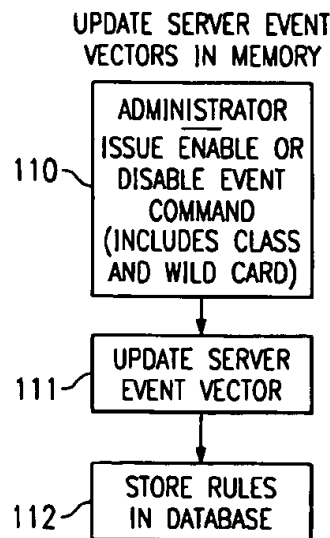 UPDATE SERVER EVENT
VECTORS IN MEMORY
ADMINISTRATOR
ISSUE ENABLE OR
DISABLE EVENT
COMMAND
(INCLUDES CLASS
AND WILD CARD)
110
UPDATE SERVER
EVENT VECTOR
111
STORE RULES
IN DATABASE
112